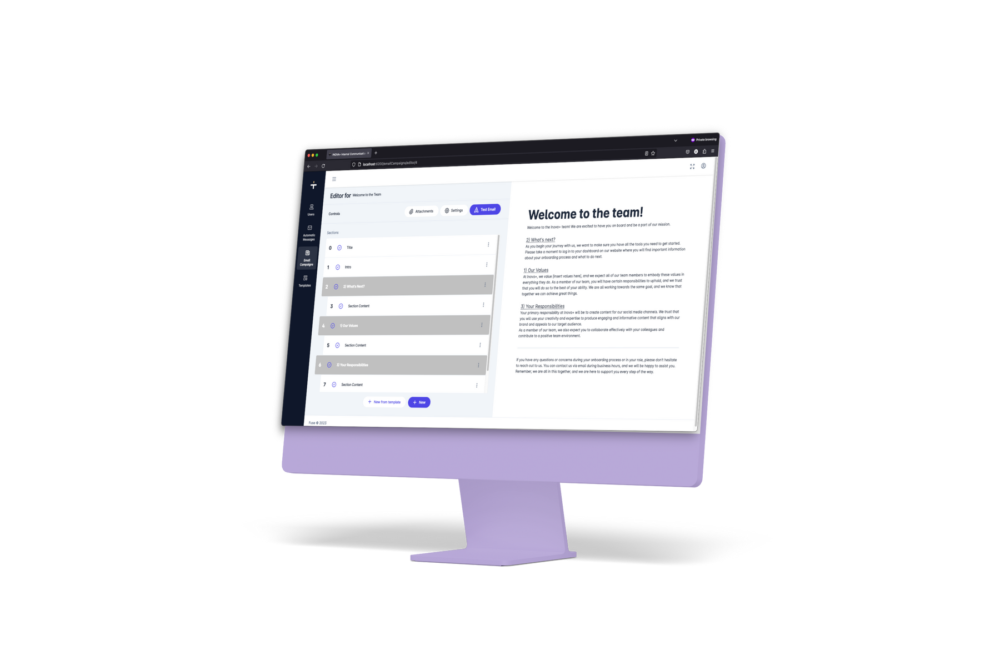 INOVA+ Internal Communicati
Private browsing
localhost:8200/emailCampaigns/editor/4
Users
Automatic
Messages
Email
Campaigns
Templates
Editor for Welcome to the Team
Controls
Attachments
Settings
Test Email
Sections
0 Title
1 Intro
2 2) What's Next?
3 Section Content
4 1) Our Values
5 Section Content
6 3) Your Responsibilities
7 Section Content
+ New from template
+ New
Fuse © 2023
Welcome to the team!
Welcome to the Inova+ team! We are excited to have you on board and be a part of our mission.
2) What's next?
As you begin your journey with us, we want to make sure you have all the tools you need to get started.
Please take a moment to log in to your dashboard on our website where you will find important information
about your onboarding process and what to do next.
1) Our Values
At Inova+, we value [insert values here], and we expect all of our team members to embody these values in
everything they do. As a member of our team, you will have certain responsibilities to uphold, and we trust
that you will do so to the best of your ability. We are all working towards the same goal, and we know that
together we can achieve great things.
3) Your Responsibilities
Your primary responsibility at Inova+ will be to create content for our social media channels. We trust that
you will use your creativity and expertise to produce engaging and informative content that aligns with our
brand and appeals to our target audience.
As a member of our team, we also expect you to collaborate effectively with your colleagues and
contribute to a positive team environment.
If you have any questions or concerns during your onboarding process or in your role, please don't hesitate
to reach out to us. You can contact us via email during business hours, and we will be happy to assist you.
Remember, we are all in this together, and we are here to support you every step of the way.